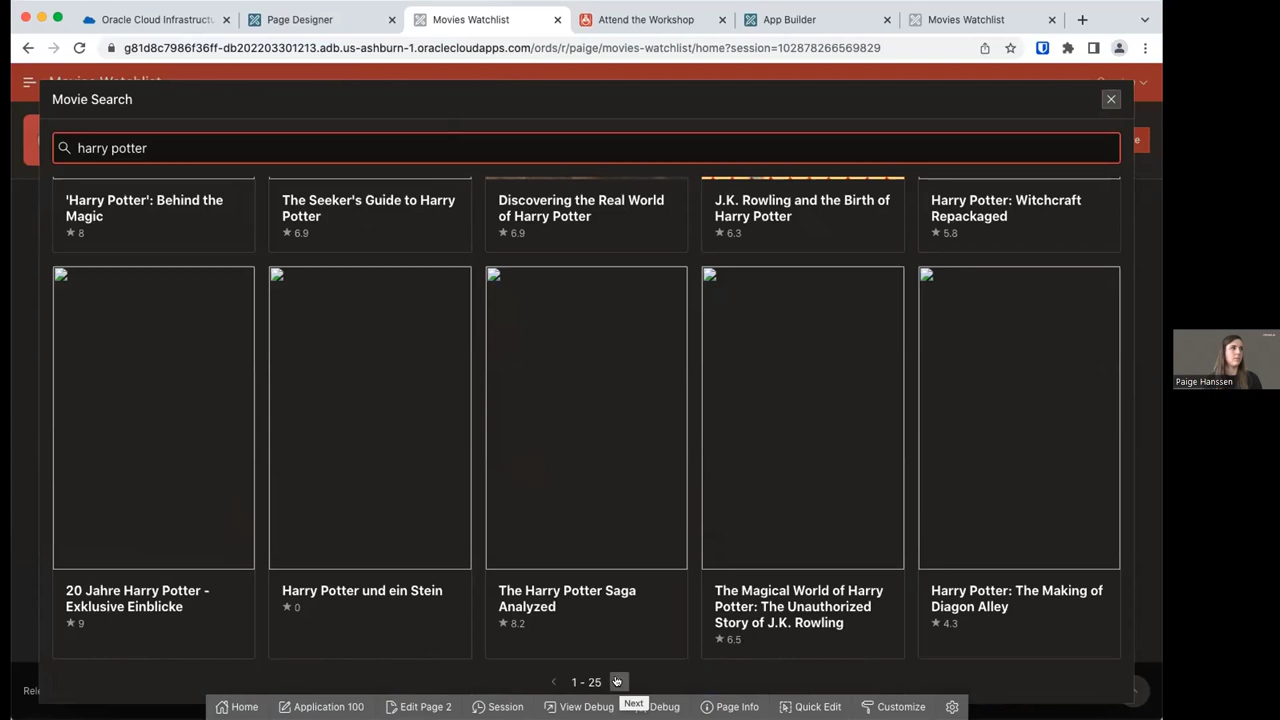 Oracle Cloud Infrastructu
Page Designer
Movies Watchlist
Attend the Workshop
App Builder
Movies Watchlist
g81d8c7986f36ff-db202203301213.adb.us-ashburn-1.oraclecloudapps.com/ords/r/paige/movies-watchlist/home?session=102878266569829
Movies Watchlist
Movie Search
harry potter
'Harry Potter': Behind the
Magic
8
The Seeker's Guide to Harry
Potter
6.9
Discovering the Real World
of Harry Potter
6.9
J.K. Rowling and the Birth of
Harry Potter
6.3
Harry Potter: Witchcraft
Repackaged
5.8
Paige Hanssen
20 Jahre Harry Potter -
Exklusive Einblicke
9
Harry Potter und ein Stein
0
The Harry Potter Saga
Analyzed
8.2
The Magical World of Harry
Potter: The Unauthorized
Story of J.K. Rowling
6.5
Harry Potter: The Making of
Diagon Alley
4.3
1 - 25
Rele
Next
Home
Application 100
Edit Page 2
Session
View Debug
Debug
Page Info
Quick Edit
Customize